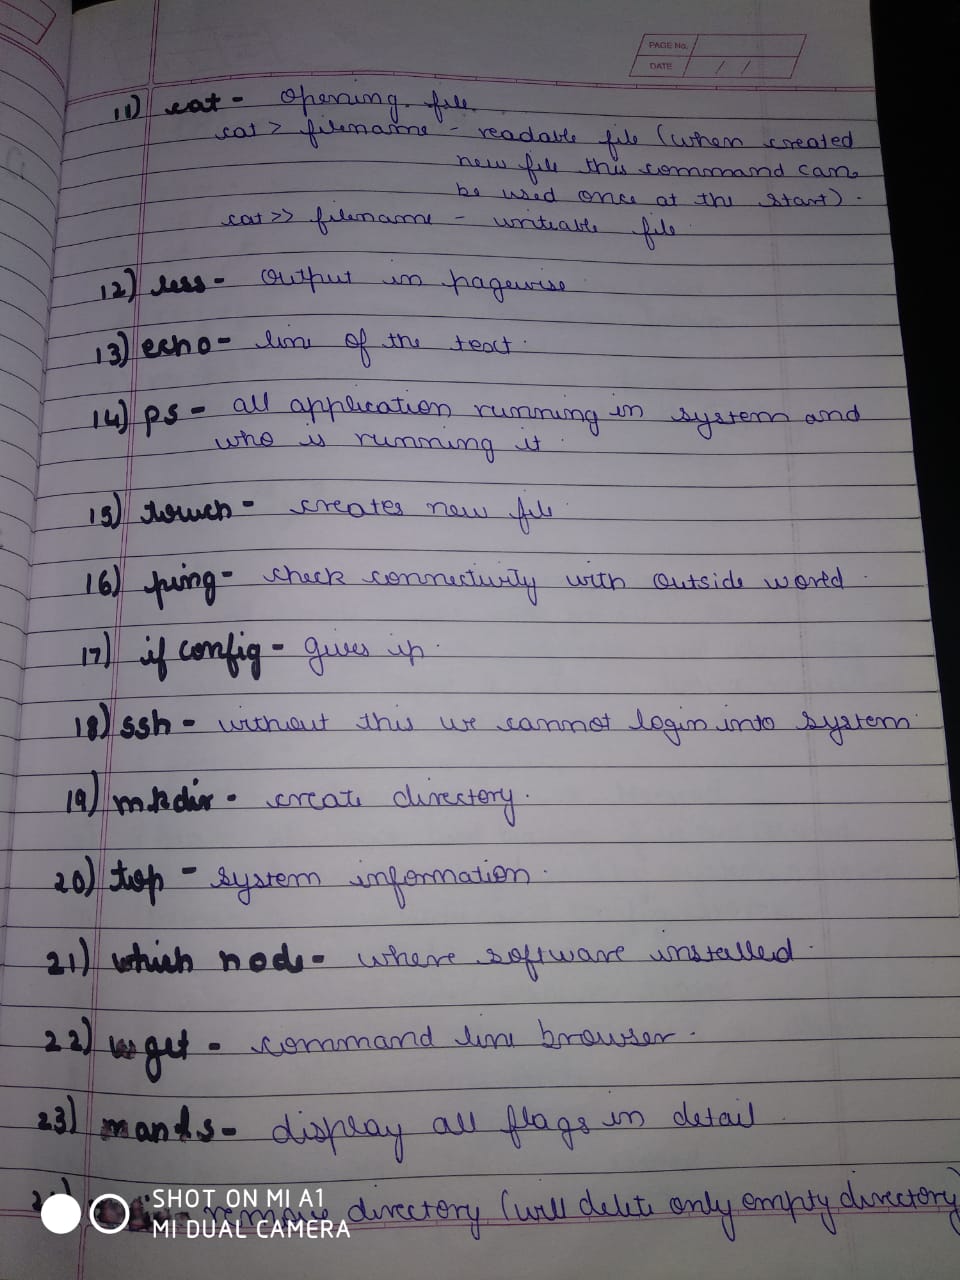 PAGE No.
DATE / /
11) cat - opening file.
cat > filename - readable file (when created
new file this command can
be used once at the start).
cat >> filename - writiable file.
12) less - output in pagewise.
13) echo - line of the text.
14) ps - all application running in system and
who is running it.
15) touch - creates new file.
16) ping - check connectivity with outside world.
17) if config - gives ip.
18) ssh - without this we cannot login into system.
19) mkdir - create directory.
20) top - system information.
21) which node - where software installed.
22) wget - command line browser.
23) man ls - display all flags in detail.
remove directory (will delete only empty directory)
SHOT ON MI A1
MI DUAL CAMERA